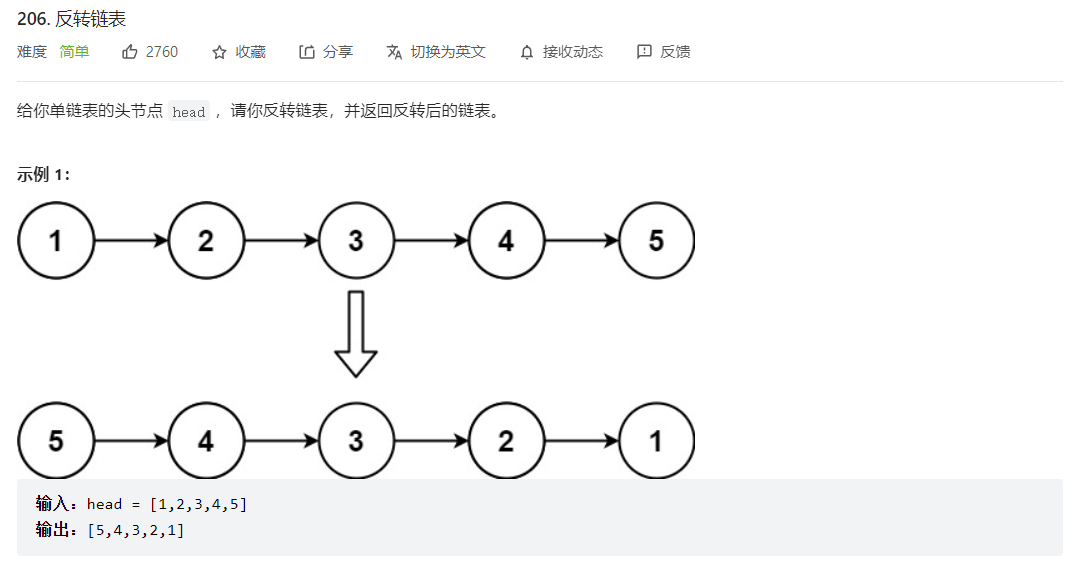 206. 反转链表
难度 简单 2760 收藏 分享 切换为英文 接收动态 反馈
给你单链表的头节点 head ，请你反转链表，并返回反转后的链表。
示例 1：
1 2 3 4 5
5 4 3 2 1
输入：head = [1,2,3,4,5]
输出：[5,4,3,2,1]